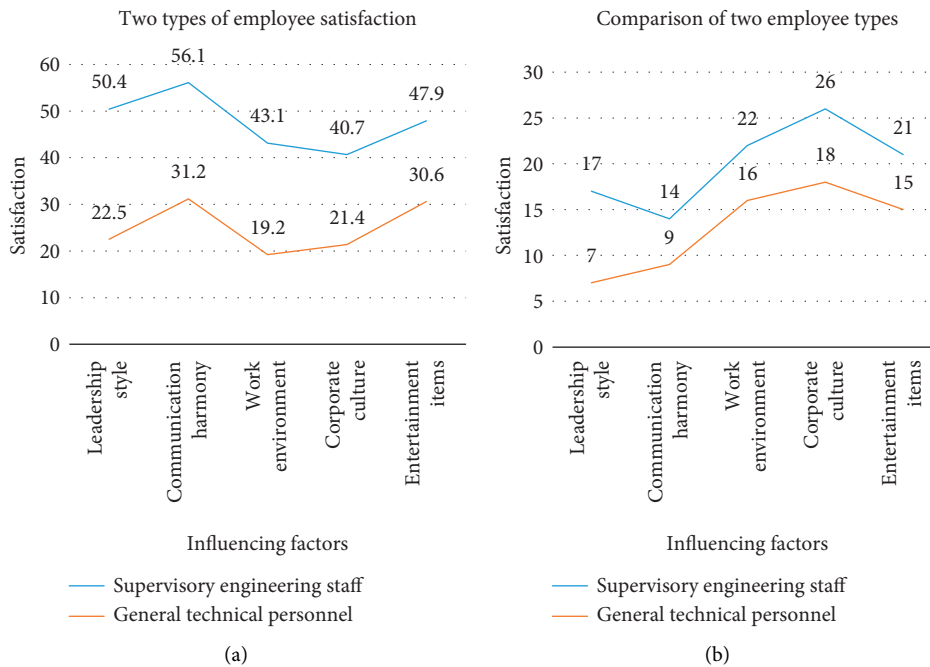 Two types of employee satisfaction
Satisfaction
60
50
40
30
20
10
0
50.4
56.1
43.1
40.7
47.9
22.5
31.2
19.2
21.4
30.6
Leadership
style
Communication
harmony
Work
environment
Corporate
culture
Entertainment
items
Influencing factors
Supervisory engineering staff
General technical personnel
(a)
Comparison of two employee types
Satisfaction
30
25
20
15
10
5
0
17
14
22
26
21
7
9
16
18
15
Leadership
style
Communication
harmony
Work
environment
Corporate
culture
Entertainment
items
Influencing factors
Supervisory engineering staff
General technical personnel
(b)